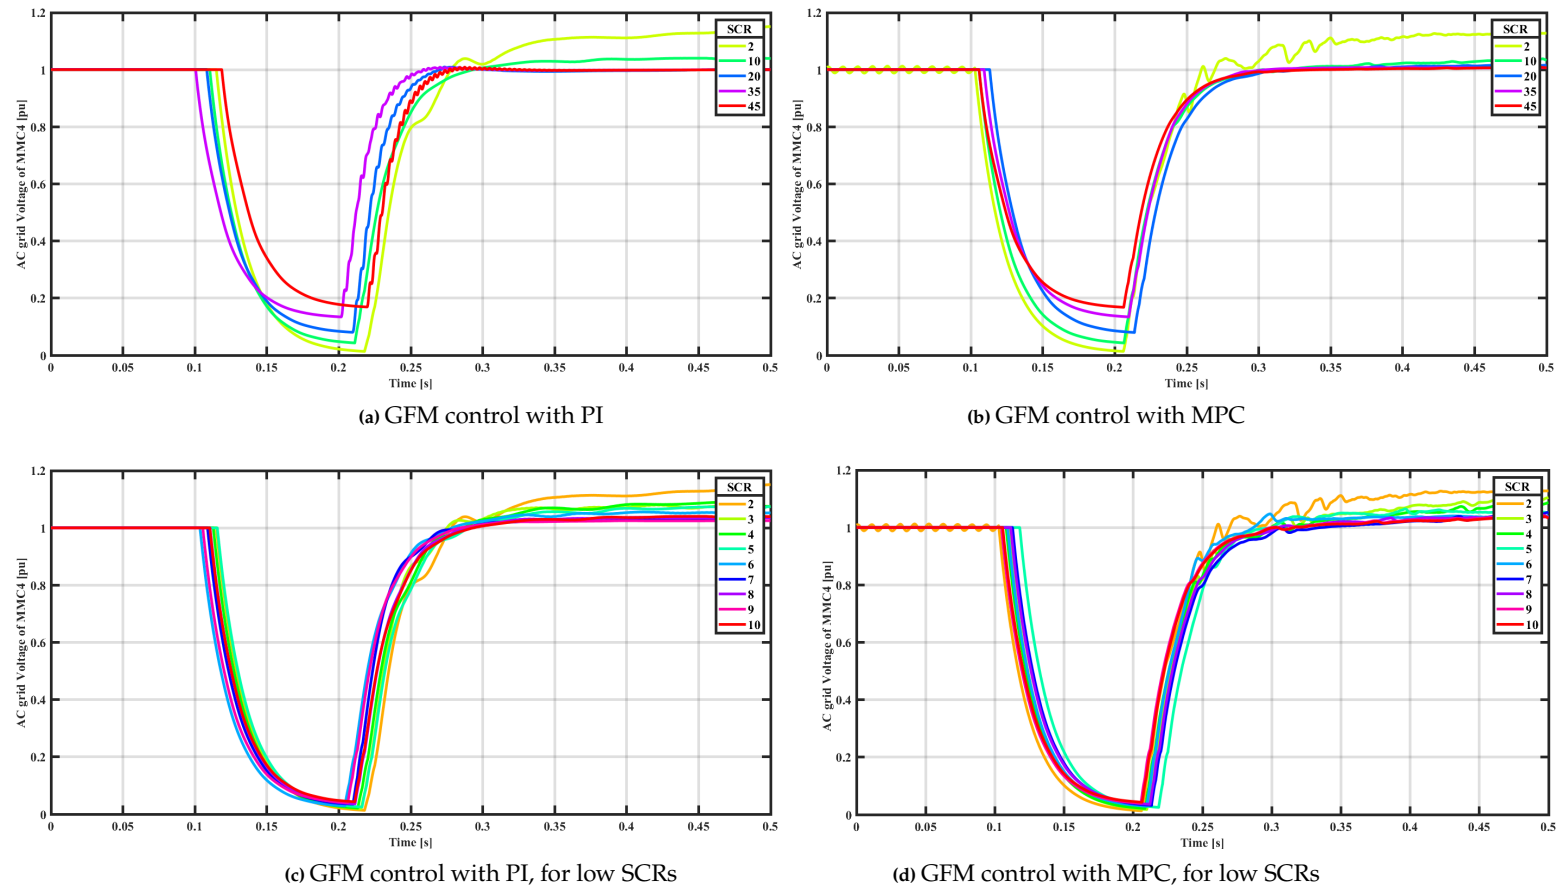 1.2
1
0.8
0.6
0.4
0.2
0
AC grid Voltage of MMC4 [pu]
0 0.05 0.1 0.15 0.2 0.25 0.3 0.35 0.4 0.45 0.5
Time [s]
SCR
2
10
20
35
45
(a) GFM control with PI
1.2
1
0.8
0.6
0.4
0.2
0
AC grid Voltage of MMC4 [pu]
0 0.05 0.1 0.15 0.2 0.25 0.3 0.35 0.4 0.45 0.5
Time [s]
SCR
2
10
20
35
45
(b) GFM control with MPC
1.2
1
0.8
0.6
0.4
0.2
0
AC grid Voltage of MMC4 [pu]
0 0.05 0.1 0.15 0.2 0.25 0.3 0.35 0.4 0.45 0.5
Time [s]
SCR
2
3
4
5
6
7
8
9
10
(c) GFM control with PI, for low SCRs
1.2
1
0.8
0.6
0.4
0.2
0
AC grid Voltage of MMC4 [pu]
0 0.05 0.1 0.15 0.2 0.25 0.3 0.35 0.4 0.45 0.5
Time [s]
SCR
2
3
4
5
6
7
8
9
10
(d) GFM control with MPC, for low SCRs